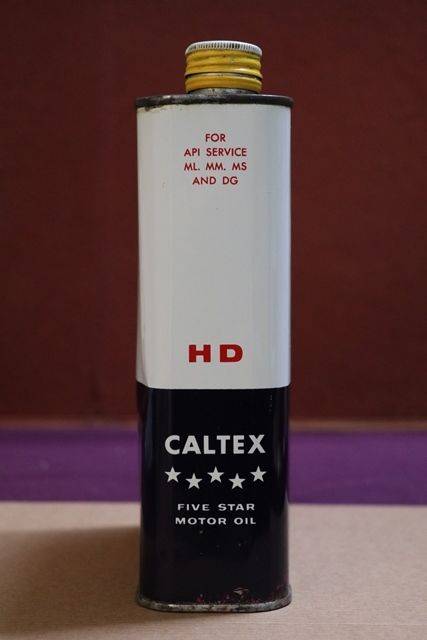 FOR
API SERVICE
ML. MM. MS
AND DG
HD
CALTEX
FIVE STAR
MOTOR OIL